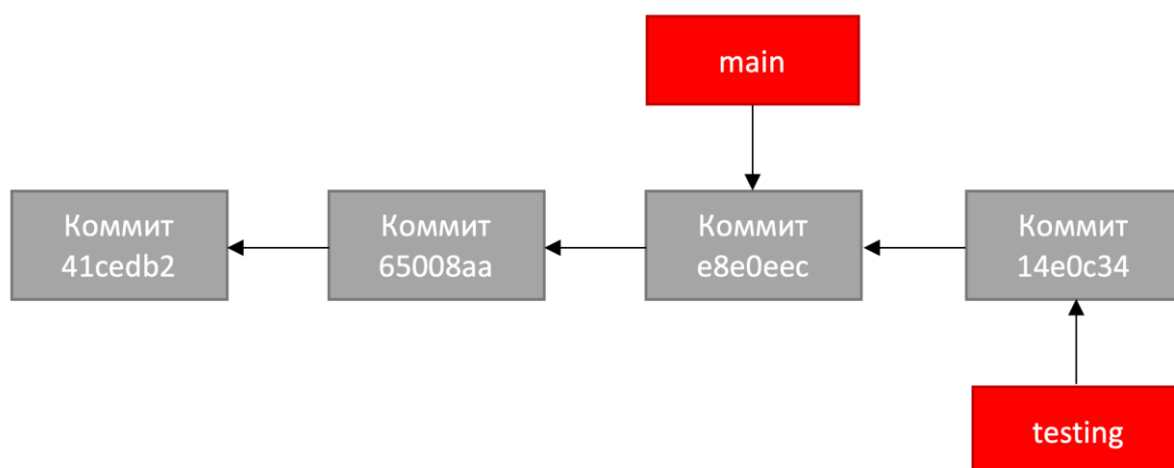 main
Коммит
41cedb2
Коммит
65008aa
Коммит
e8e0eec
Коммит
14e0c34
testing